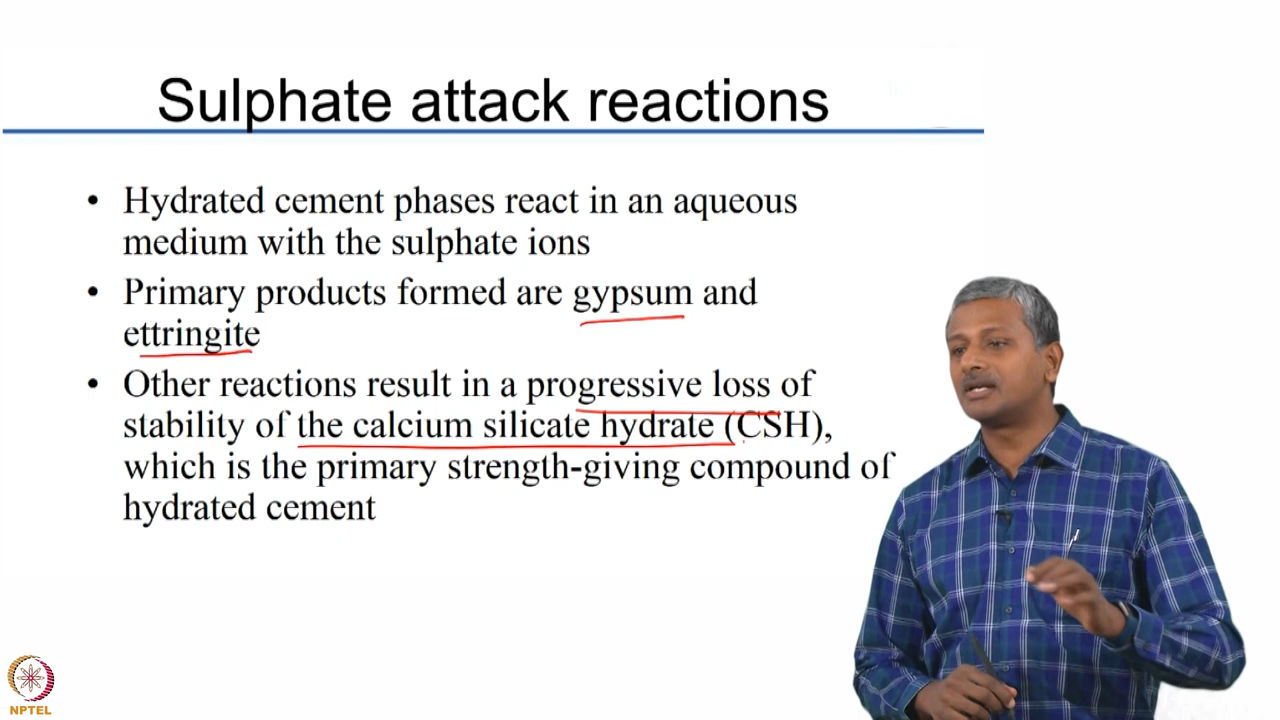 Sulphate attack reactions
• Hydrated cement phases react in an aqueous
medium with the sulphate ions
• Primary products formed are gypsum and
ettringite
• Other reactions result in a progressive loss of
stability of the calcium silicate hydrate (CSH),
which is the primary strength-giving compound of
hydrated cement
NPTEL